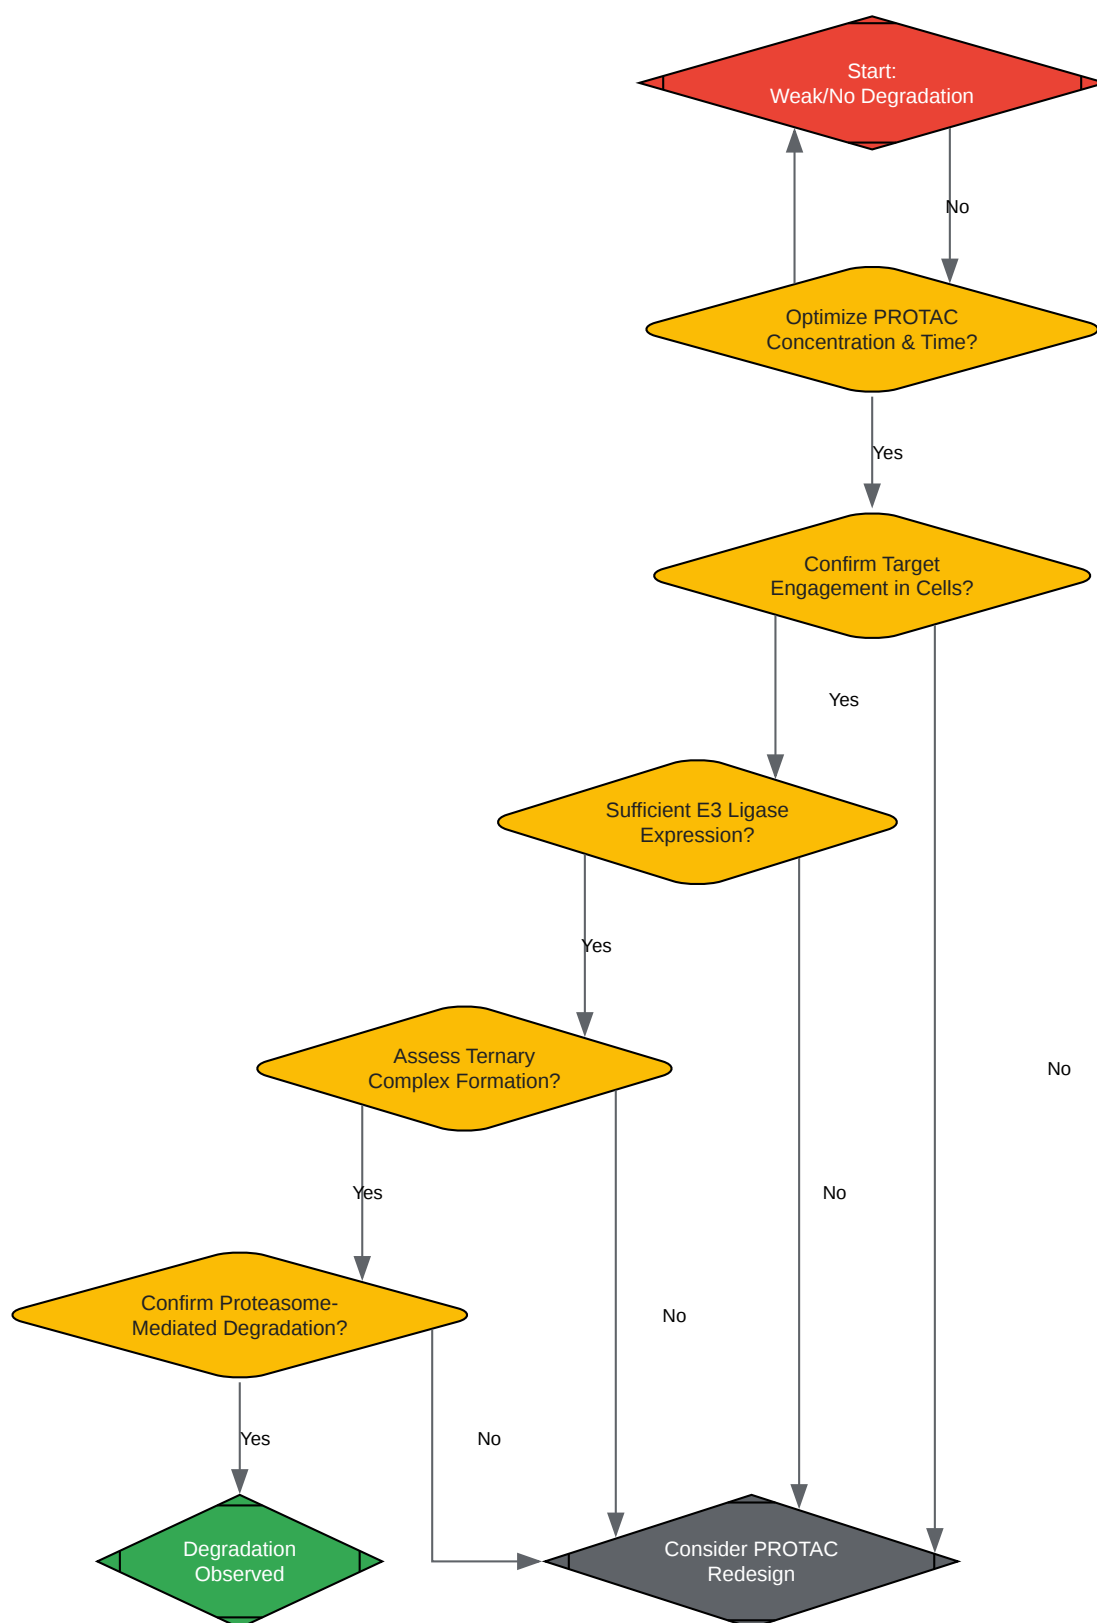 Start:
Weak/No Degradation
No
Optimize PROTAC
Concentration & Time?
Yes
Confirm Target
Engagement in Cells?
Yes
Sufficient E3 Ligase
Expression?
Yes
Assess Ternary
Complex Formation?
No
Yes
No
Confirm Proteasome-
Mediated Degradation?
No
Yes
No
Degradation
Observed
Consider PROTAC
Redesign